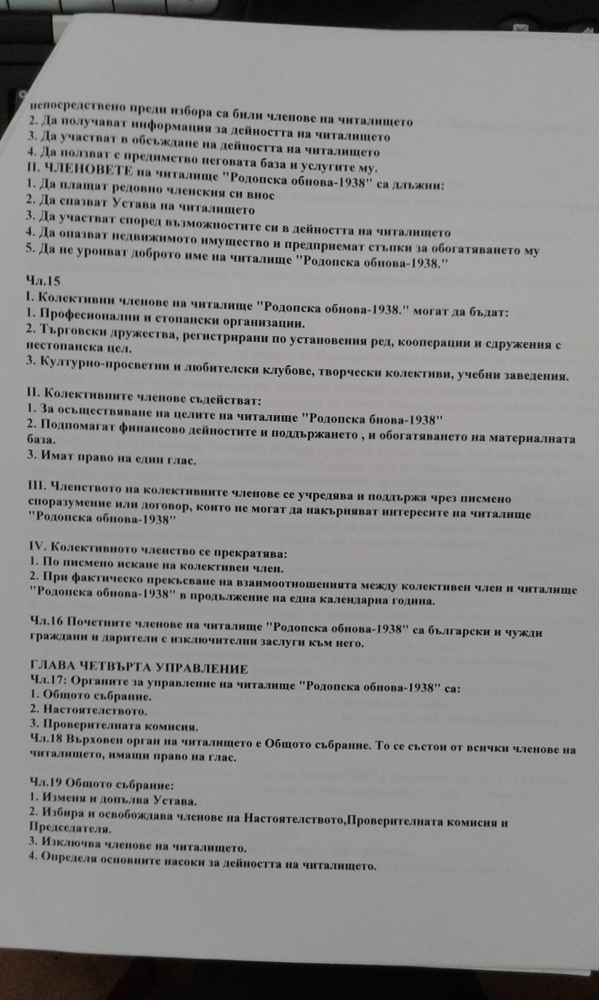 непосредствено преди избора са били членове на читалището
2. Да получават информация за дейността на читалището
3. Да участват в обсъждане на дейността на читалището
4. Да ползват с предимство неговата база и услугите му.
II. ЧЛЕНОВЕТЕ на читалище "Родопска обнова-1938" са длъжни:
1. Да плащат редовно членския си внос
2. Да спазват Устава на читалището
3. Да участват според възможностите си в дейността на читалището
4. Да опазват недвижимото имущество и предприемат стъпки за обогатяването му
5. Да не уронват доброто име на читалище "Родопска обнова-1938."
Чл.15
I. Колективни членове на читалище "Родопска обнова-1938." могат да бъдат:
1. Професионални и стопански организации.
2. Търговски дружества, регистрирани по установения ред, кооперации и сдружения с
нестопанска цел.
3. Културно-просветни и любителски клубове, творчески колективи, учебни заведения.
II. Колективните членове съдействат:
1. За осъществяване на целите на читалище "Родопска бнова-1938"
2. Подпомагат финансово дейностите и поддържането , и обогатяването на материалната
база.
3. Имат право на един глас.
III. Членството на колективните членове се учредява и поддържа чрез писмено
споразумение или договор, които не могат да накърняват интересите на читалище
"Родопска обнова-1938"
IV. Колективното членство се прекратява:
1. По писмено искане на колективен член.
2. При фактическо прекъсване на взаимоотношенията между колективен член и читалище
"Родопска обнова-1938" в продължение на една календарна година.
Чл.16 Почетните членове на читалище "Родопска обнова-1938" са български и чужди
граждани и дарители с изключителни заслуги към него.
ГЛАВА ЧЕТВЪРТА УПРАВЛЕНИЕ
Чл.17: Органите за управление на читалище "Родопска обнова-1938" са:
1. Общото събрание.
2. Настоятелството.
3. Проверителната комисия.
Чл.18 Върховен орган на читалището е Общото събрание. То се състои от всички членове на
читалището, имащи право на глас.
Чл.19 Общото събрание:
1. Изменя и допълва Устава.
2. Избира и освобождава членове на Настоятелството,Проверителната комисия и
Председателя.
3. Изключва членове на читалището.
4. Определя основните насоки за дейността на читалището.